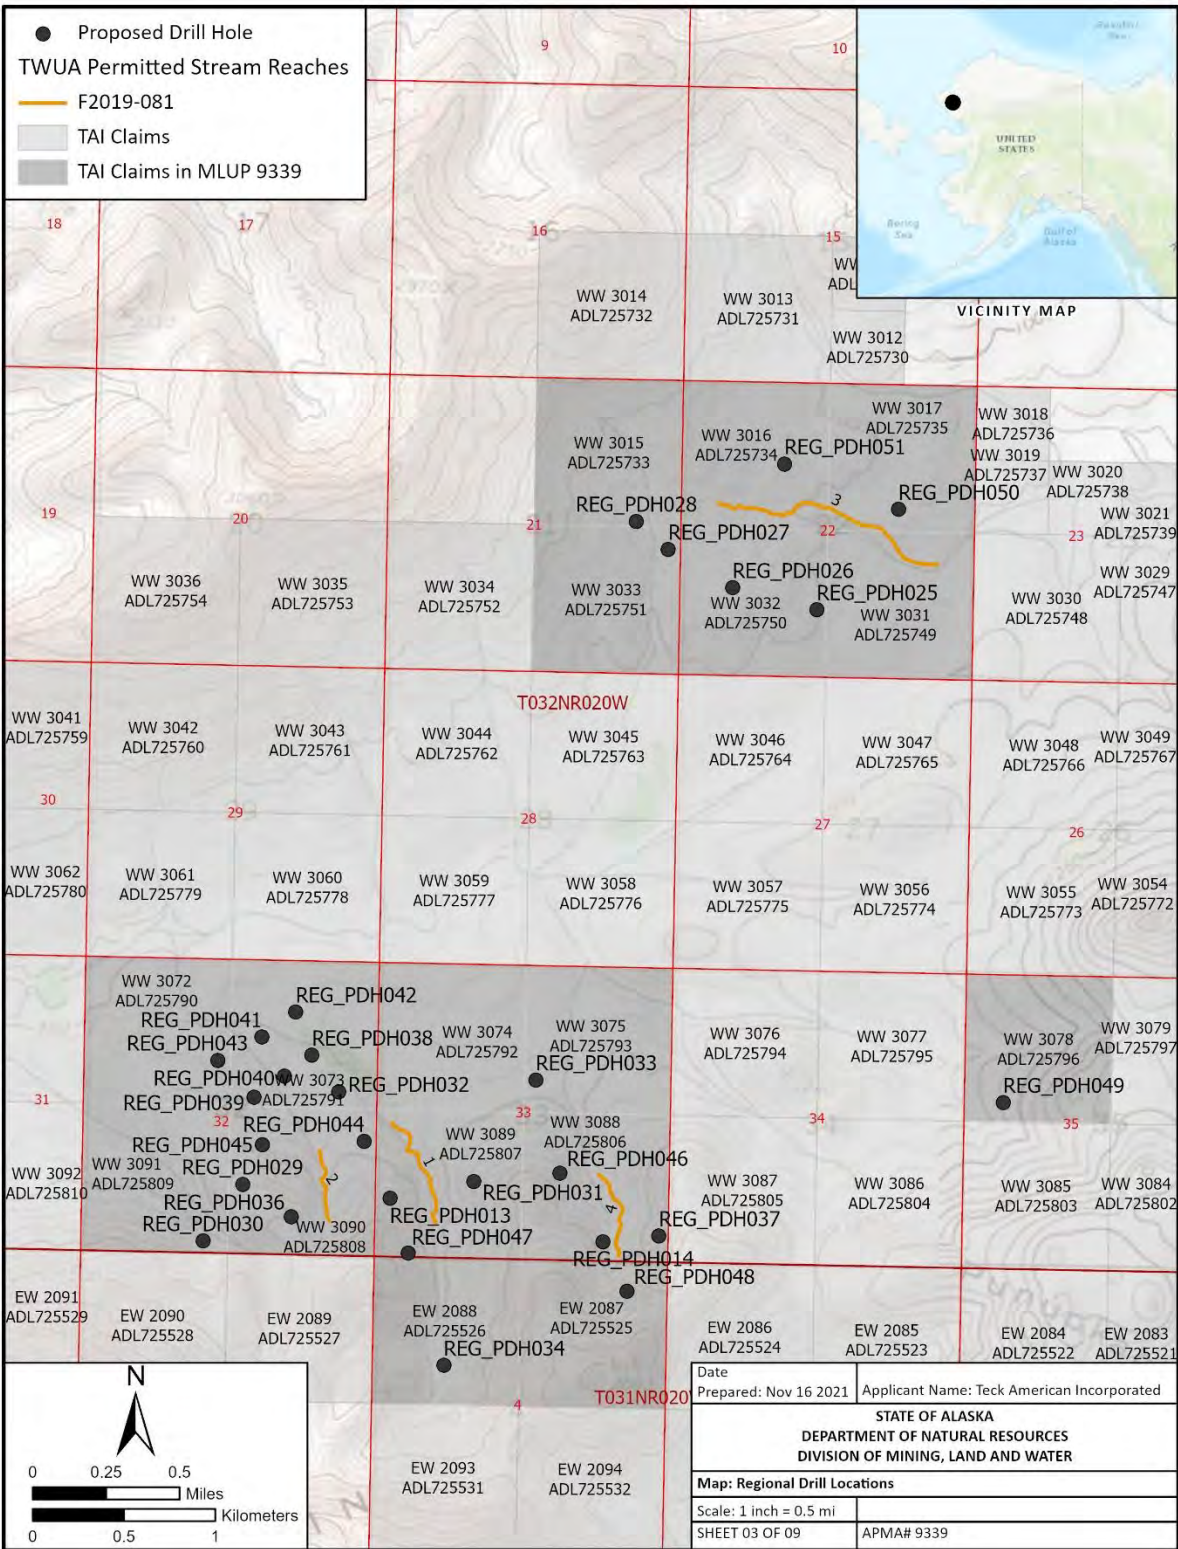 Proposed Drill Hole
TWUA Permitted Stream Reaches
F2019-081
TAI Claims
TAI Claims in MLUP 9339
9
10
UNITED
STATES
Bering
Sea
Gulf of
Alaska
VICINITY MAP
18
17
16
15
WW 3014
ADL725732
WW 3013
ADL725731
WW 3012
ADL725730
WW 3015
ADL725733
WW 3016
ADL725734
WW 3017
ADL725735
WW 3018
ADL725736
WW 3019
ADL725737
WW 3020
ADL725738
WW 3021
ADL725739
REG_PDH051
REG_PDH050
REG_PDH028
REG_PDH027
3
19
20
21
22
23
REG_PDH026
REG_PDH025
WW 3036
ADL725754
WW 3035
ADL725753
WW 3034
ADL725752
WW 3033
ADL725751
WW 3032
ADL725750
WW 3031
ADL725749
WW 3030
ADL725748
WW 3029
ADL725747
T032NR020W
WW 3041
ADL725759
WW 3042
ADL725760
WW 3043
ADL725761
WW 3044
ADL725762
WW 3045
ADL725763
WW 3046
ADL725764
WW 3047
ADL725765
WW 3048
ADL725766
WW 3049
ADL725767
30
29
28
27
26
WW 3062
ADL725780
WW 3061
ADL725779
WW 3060
ADL725778
WW 3059
ADL725777
WW 3058
ADL725776
WW 3057
ADL725775
WW 3056
ADL725774
WW 3055
ADL725773
WW 3054
ADL725772
WW 3072
ADL725790
REG_PDH042
REG_PDH041
REG_PDH043
REG_PDH038
REG_PDH040
WW 3073
ADL725791
REG_PDH032
REG_PDH039
WW 3074
ADL725792
WW 3075
ADL725793
REG_PDH033
WW 3076
ADL725794
WW 3077
ADL725795
WW 3078
ADL725796
WW 3079
ADL725797
REG_PDH049
31
32
33
34
35
REG_PDH044
REG_PDH045
REG_PDH029
REG_PDH036
REG_PDH030
WW 3092
ADL725810
WW 3091
ADL725809
WW 3090
ADL725808
2
1
WW 3089
ADL725807
WW 3088
ADL725806
REG_PDH046
REG_PDH031
REG_PDH013
REG_PDH047
4
REG_PDH037
REG_PDH014
REG_PDH048
WW 3087
ADL725805
WW 3086
ADL725804
WW 3085
ADL725803
WW 3084
ADL725802
EW 2091
ADL725529
EW 2090
ADL725528
EW 2089
ADL725527
EW 2088
ADL725526
EW 2087
ADL725525
EW 2086
ADL725524
EW 2085
ADL725523
EW 2084
ADL725522
EW 2083
ADL725521
REG_PDH034
T031NR020
4
EW 2093
ADL725531
EW 2094
ADL725532
N
0 0.25 0.5
Miles
Kilometers
0 0.5 1
Date
Prepared: Nov 16 2021
Applicant Name: Teck American Incorporated
STATE OF ALASKA
DEPARTMENT OF NATURAL RESOURCES
DIVISION OF MINING, LAND AND WATER
Map: Regional Drill Locations
Scale: 1 inch = 0.5 mi
SHEET 03 OF 09
APMA# 9339